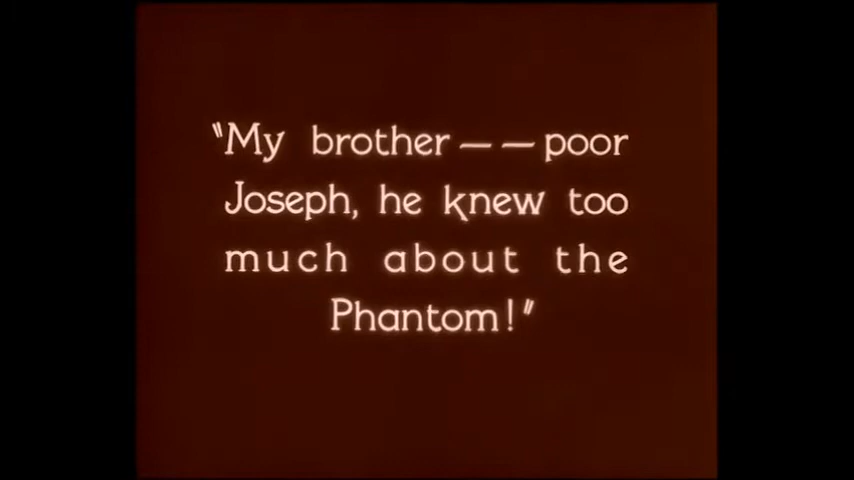 "My brother — — poor
Joseph, he knew too
much about the
Phantom!"